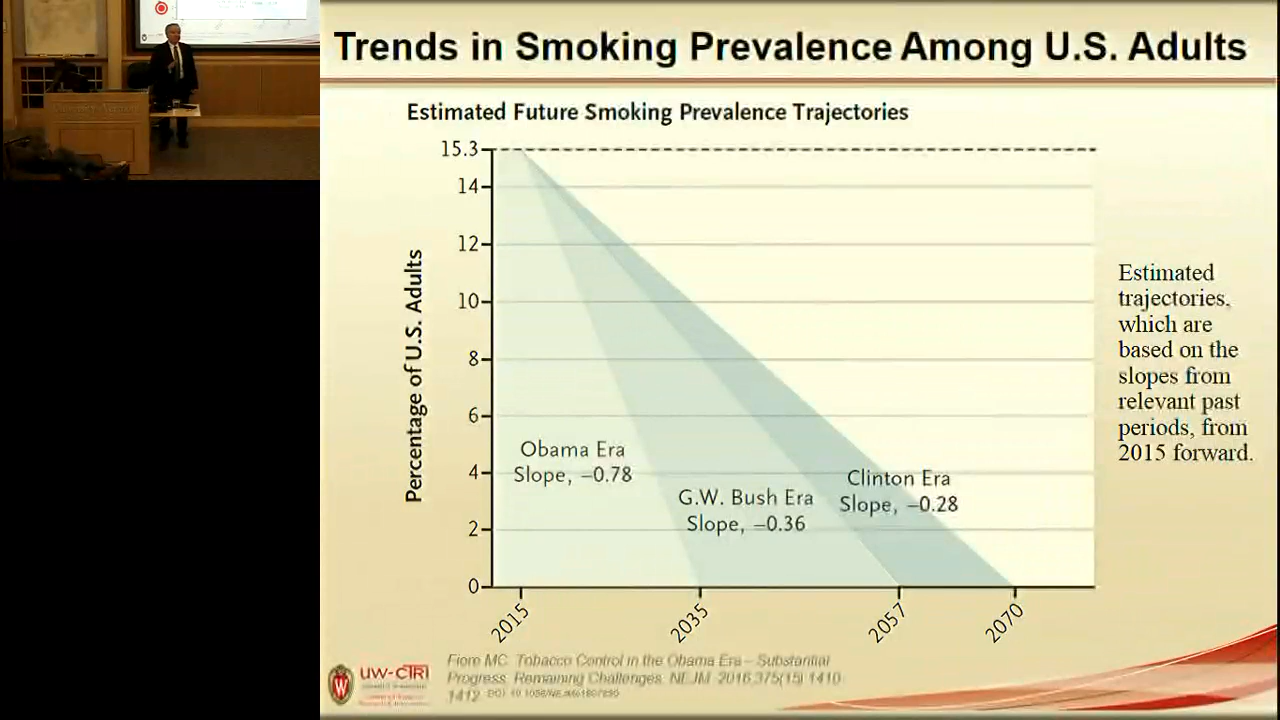 Trends in Smoking Prevalence Among U.S. Adults
Estimated Future Smoking Prevalence Trajectories
15.3
14
12
10
8
6
4
2
0
Percentage of U.S. Adults
Obama Era
Slope, –0.78
G.W. Bush Era
Slope, –0.36
Clinton Era
Slope, –0.28
2015
2035
2057
2070
Estimated
trajectories,
which are
based on the
slopes from
relevant past
periods, from
2015 forward.
W
UW-CTRI
Fiore MC. Tobacco Control in the Obama Era – Substantial
Progress, Remaining Challenges. NEJM. 2016;375(15) 1410
1412